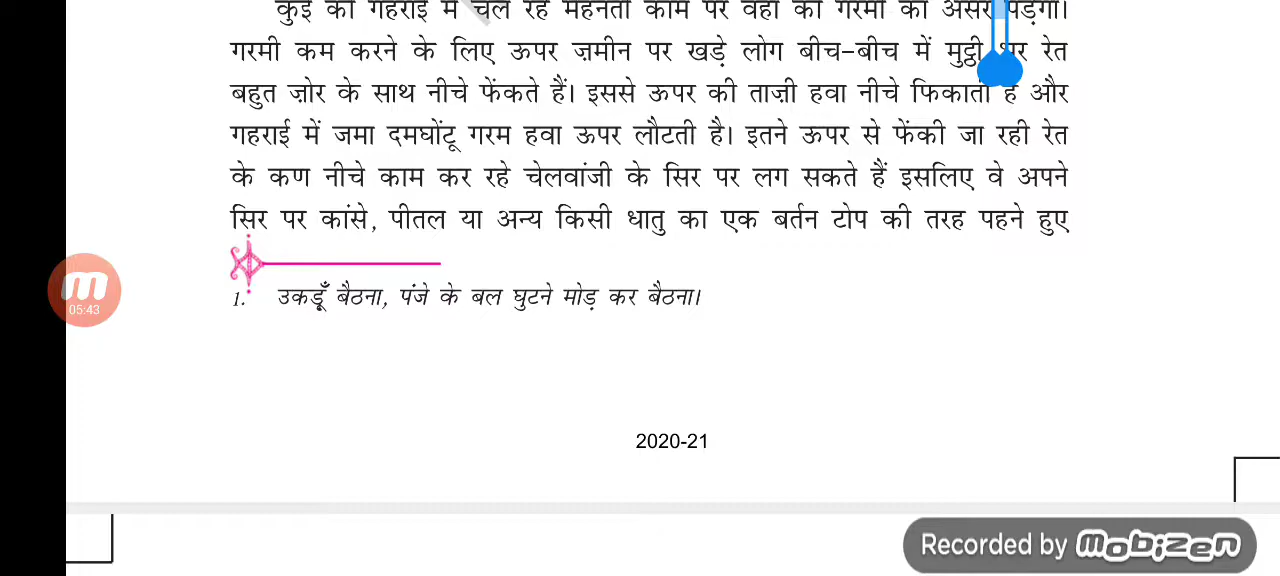 कुंई की गहराई में चल रहे मेहनती काम पर वहां की गरमी का असर पड़ेगा।
गरमी कम करने के लिए ऊपर ज़मीन पर खड़े लोग बीच-बीच में मुट्ठी भर रेत
बहुत ज़ोर के साथ नीचे फेंकते हैं। इससे ऊपर की ताज़ी हवा नीचे फिकाती है और
गहराई में जमा दमघोंटू गरम हवा ऊपर लौटती है। इतने ऊपर से फेंकी जा रही रेत
के कण नीचे काम कर रहे चेलवांजी के सिर पर लग सकते हैं इसलिए वे अपने
सिर पर कांसे, पीतल या अन्य किसी धातु का एक बर्तन टोप की तरह पहने हुए
05:43
1. उकड़ूँ बैठना, पंजे के बल घुटने मोड़ कर बैठना।
2020-21
Recorded by mobizen